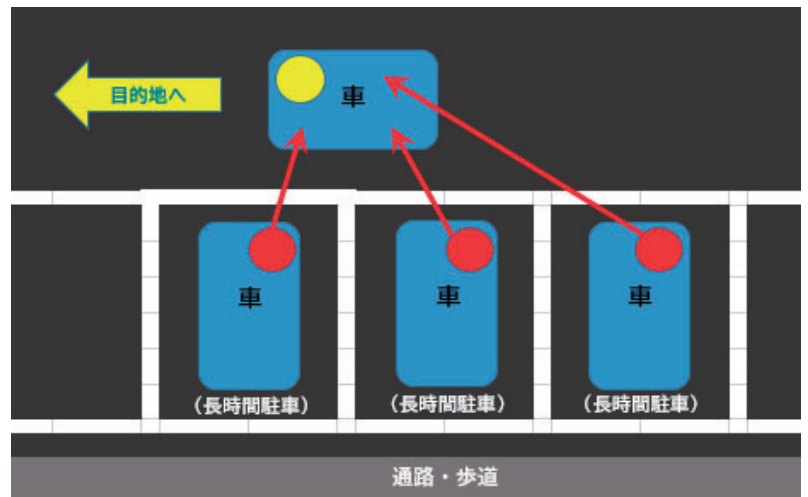 目的地へ
車
車
車
車
（長時間駐車）
（長時間駐車）
（長時間駐車）
通路・歩道